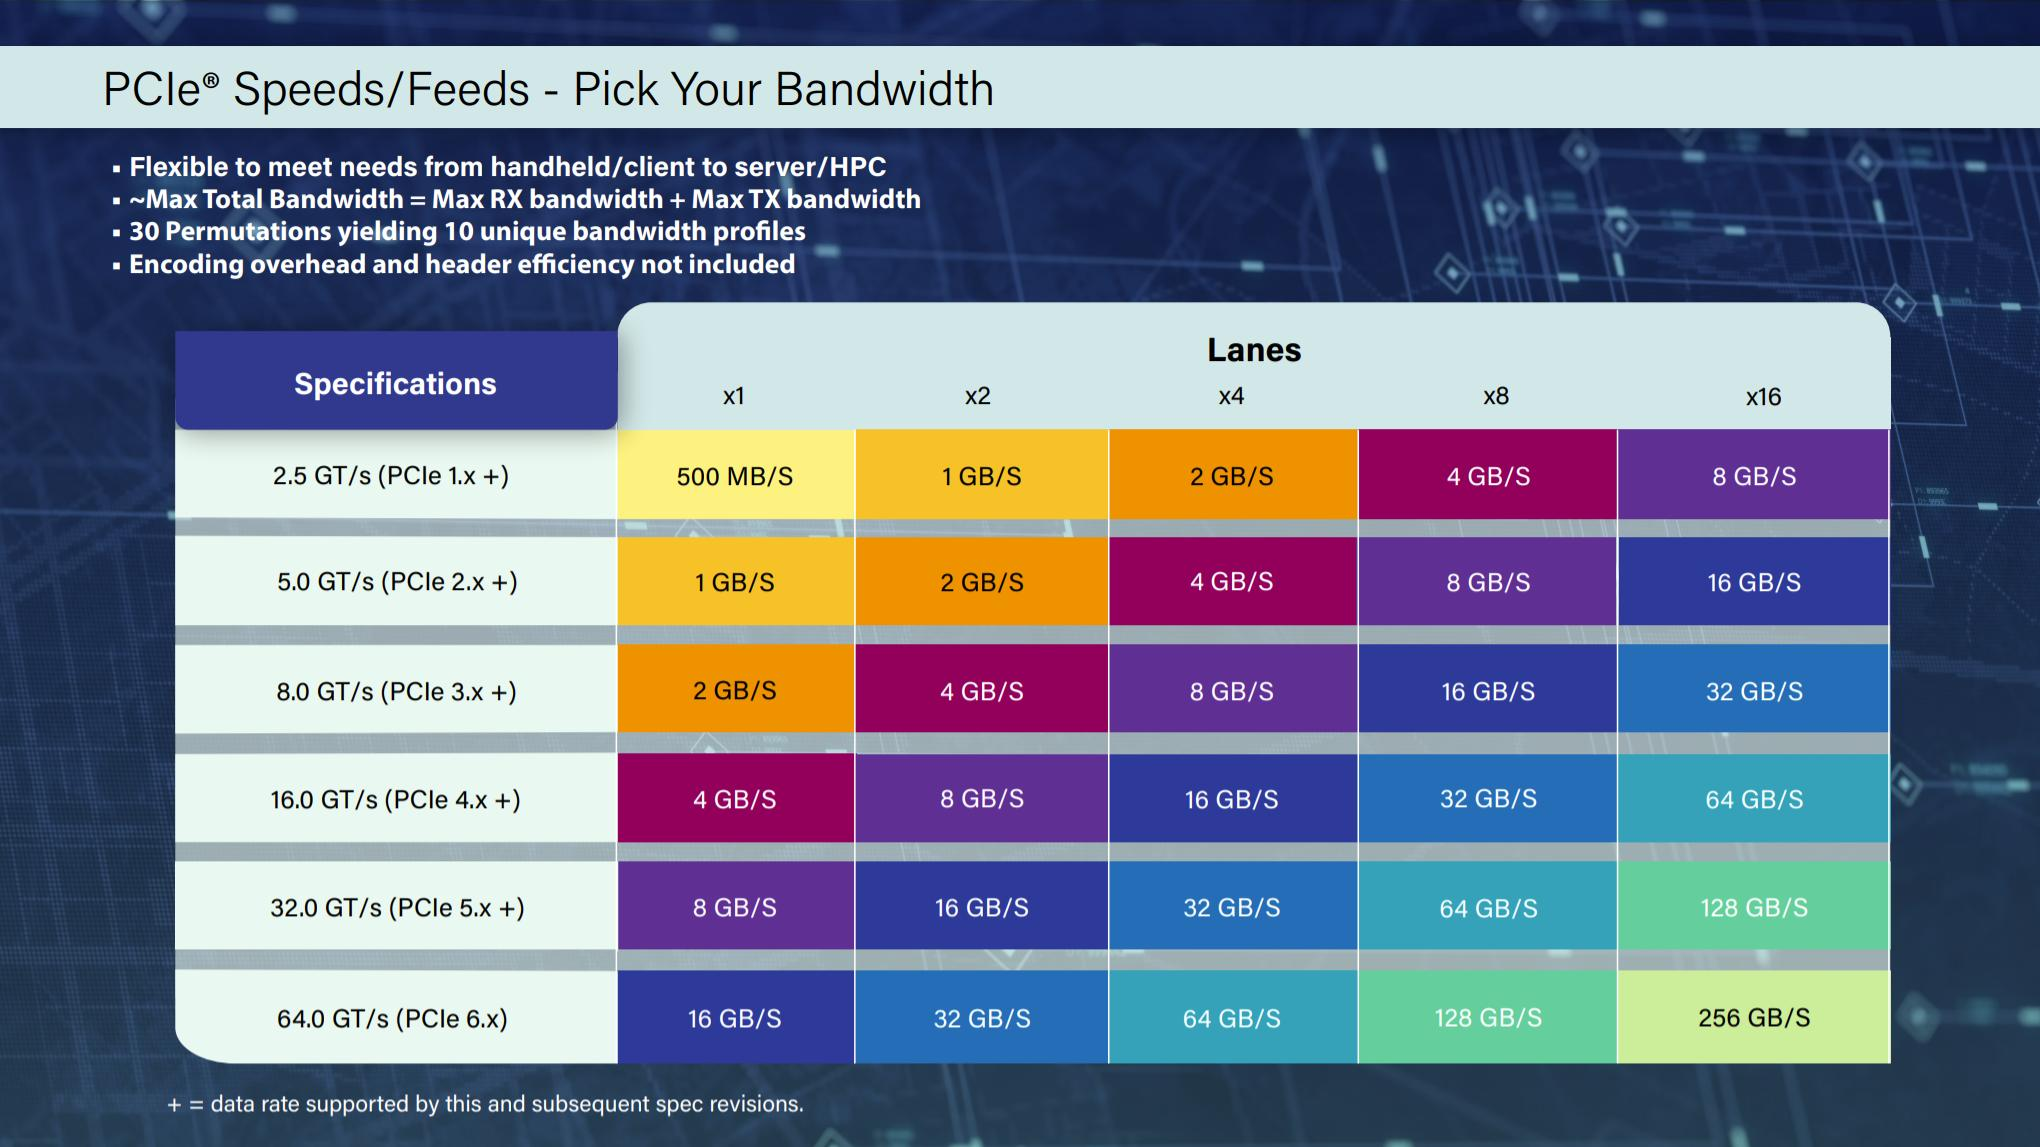 PCIe® Speeds/Feeds - Pick Your Bandwidth
▪ Flexible to meet needs from handheld/client to server/HPC
▪ ~Max Total Bandwidth = Max RX bandwidth + Max TX bandwidth
▪ 30 Permutations yielding 10 unique bandwidth profiles
▪ Encoding overhead and header efficiency not included
Lanes
Specifications x1 x2 x4 x8 x16
2.5 GT/s (PCIe 1.x +) 500 MB/S 1 GB/S 2 GB/S 4 GB/S 8 GB/S
5.0 GT/s (PCIe 2.x +) 1 GB/S 2 GB/S 4 GB/S 8 GB/S 16 GB/S
8.0 GT/s (PCIe 3.x +) 2 GB/S 4 GB/S 8 GB/S 16 GB/S 32 GB/S
16.0 GT/s (PCIe 4.x +) 4 GB/S 8 GB/S 16 GB/S 32 GB/S 64 GB/S
32.0 GT/s (PCIe 5.x +) 8 GB/S 16 GB/S 32 GB/S 64 GB/S 128 GB/S
64.0 GT/s (PCIe 6.x) 16 GB/S 32 GB/S 64 GB/S 128 GB/S 256 GB/S
+ = data rate supported by this and subsequent spec revisions.